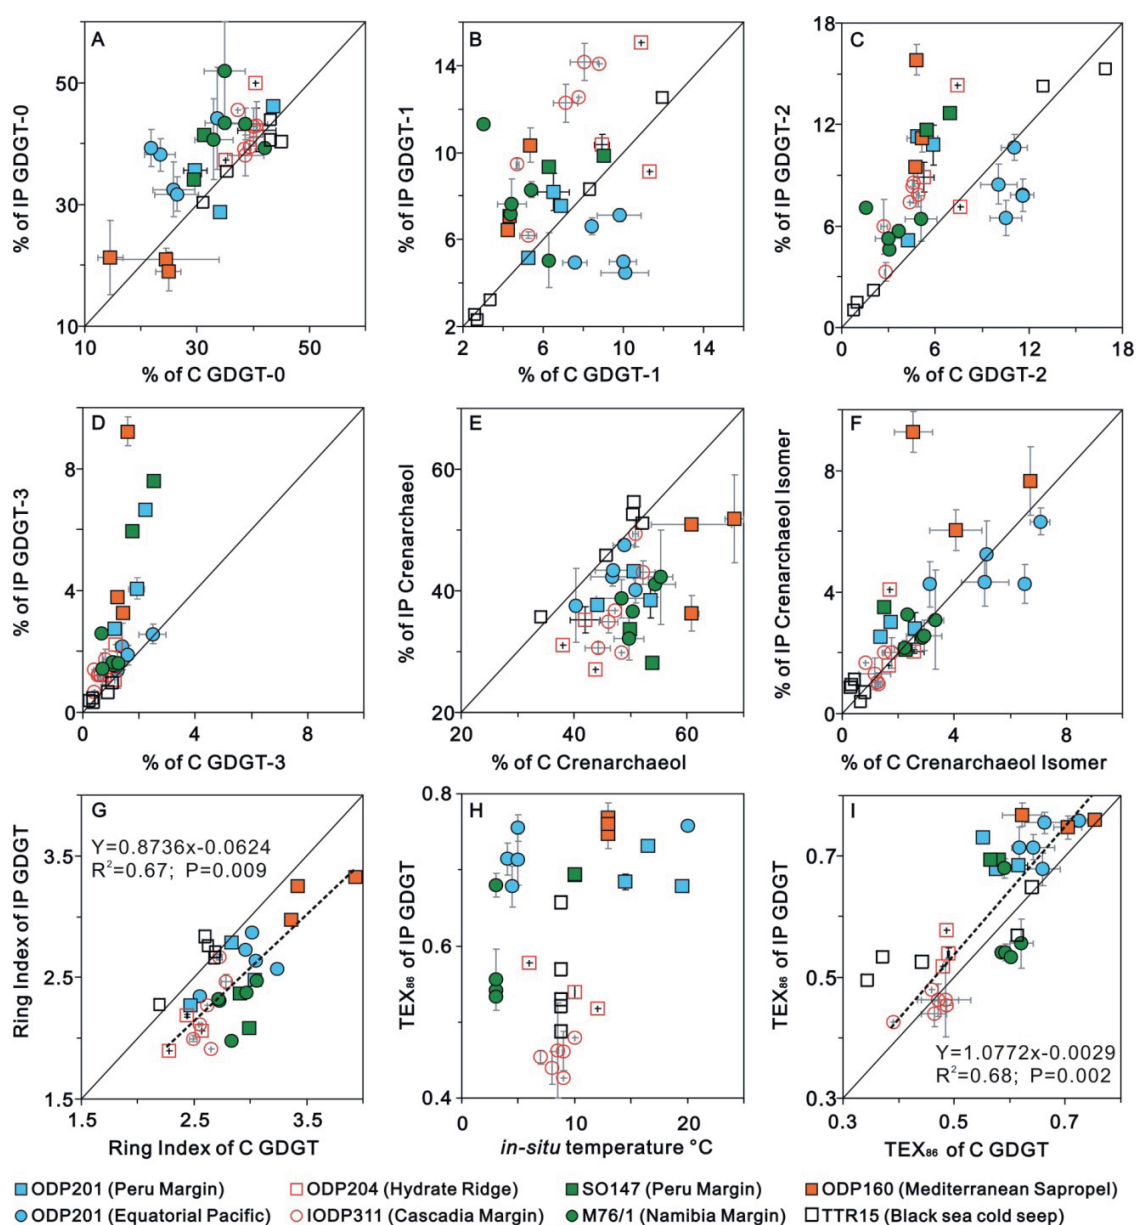 A
% of IP GDGT-0
50
30
10
10 30 50
% of C GDGT-0
B
% of IP GDGT-1
14
10
6
2
2 6 10 14
% of C GDGT-1
C
% of IP GDGT-2
18
12
6
0
0 6 12 18
% of C GDGT-2
D
% of IP GDGT-3
8
4
0
0 4 8
% of C GDGT-3
E
% of IP Crenarchaeol
60
40
20
20 40 60
% of C Crenarchaeol
F
% of IP Crenarchaeol Isomer
8
4
0
0 4 8
% of C Crenarchaeol Isomer
G
Y=0.8736x-0.0624
R²=0.67; P=0.009
Ring Index of IP GDGT
3.5
2.5
1.5
1.5 2.5 3.5
Ring Index of C GDGT
H
TEX₈₆ of IP GDGT
0.8
0.6
0.4
0 10 20
in-situ temperature °C
I
TEX₈₆ of IP GDGT
0.7
0.5
0.3
Y=1.0772x-0.0029
R²=0.68; P=0.002
0.3 0.5 0.7
TEX₈₆ of C GDGT
ODP201 (Peru Margin) ODP204 (Hydrate Ridge) SO147 (Peru Margin) ODP160 (Mediterranean Sapropel)
ODP201 (Equatorial Pacific) IODP311 (Cascadia Margin) M76/1 (Namibia Margin) TTR15 (Black sea cold seep)